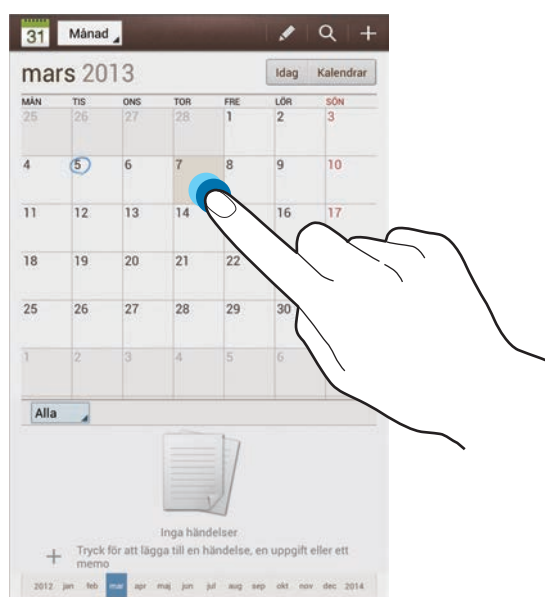 31 Månad
mars 2013 Idag Kalendrar
MÅN TIS ONS TOR FRE LÖR SÖN
25 26 27 28 1 2 3
4 5 6 7 8 9 10
11 12 13 14 16 17
18 19 20 21 22
25 26 27 28 29 30
1 2 3 4 5 6
Alla
Inga händelser
+ Tryck för att lägga till en händelse, en uppgift eller ett
memo
2012 jan feb mar apr maj jun jul aug sep okt nov dec 2014